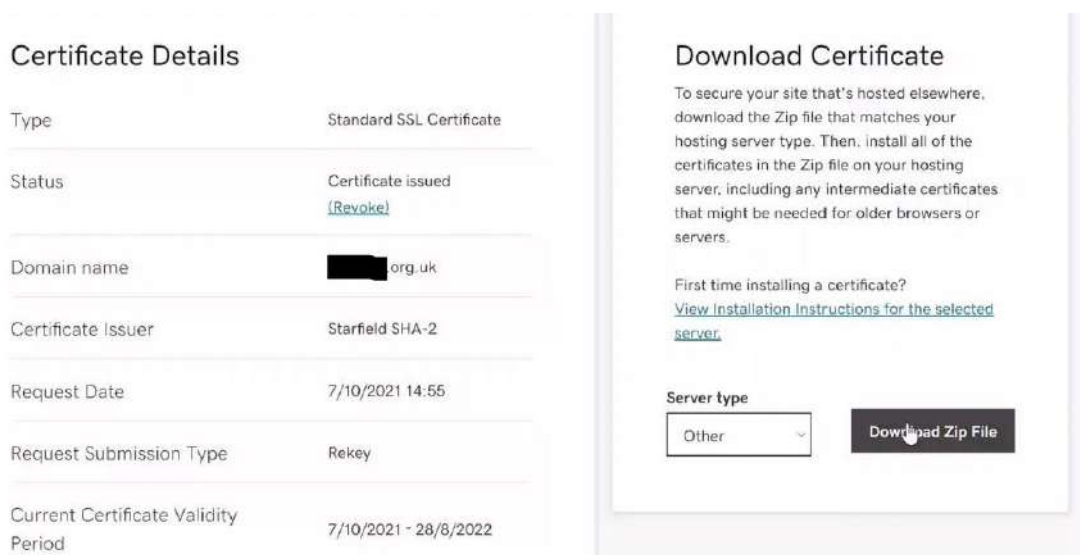 Certificate Details
Type
Standard SSL Certificate
Status
Certificate issued
(Revoke)
Domain name
.org.uk
Certificate Issuer
Starfield SHA-2
Request Date
7/10/2021 14:55
Request Submission Type
Rekey
Current Certificate Validity
Period
7/10/2021 - 28/8/2022
Download Certificate
To secure your site that's hosted elsewhere,
download the Zip file that matches your
hosting server type. Then, install all of the
certificates in the Zip file on your hosting
server, including any intermediate certificates
that might be needed for older browsers or
servers.
First time installing a certificate?
View Installation Instructions for the selected
server.
Server type
Other
Download Zip File